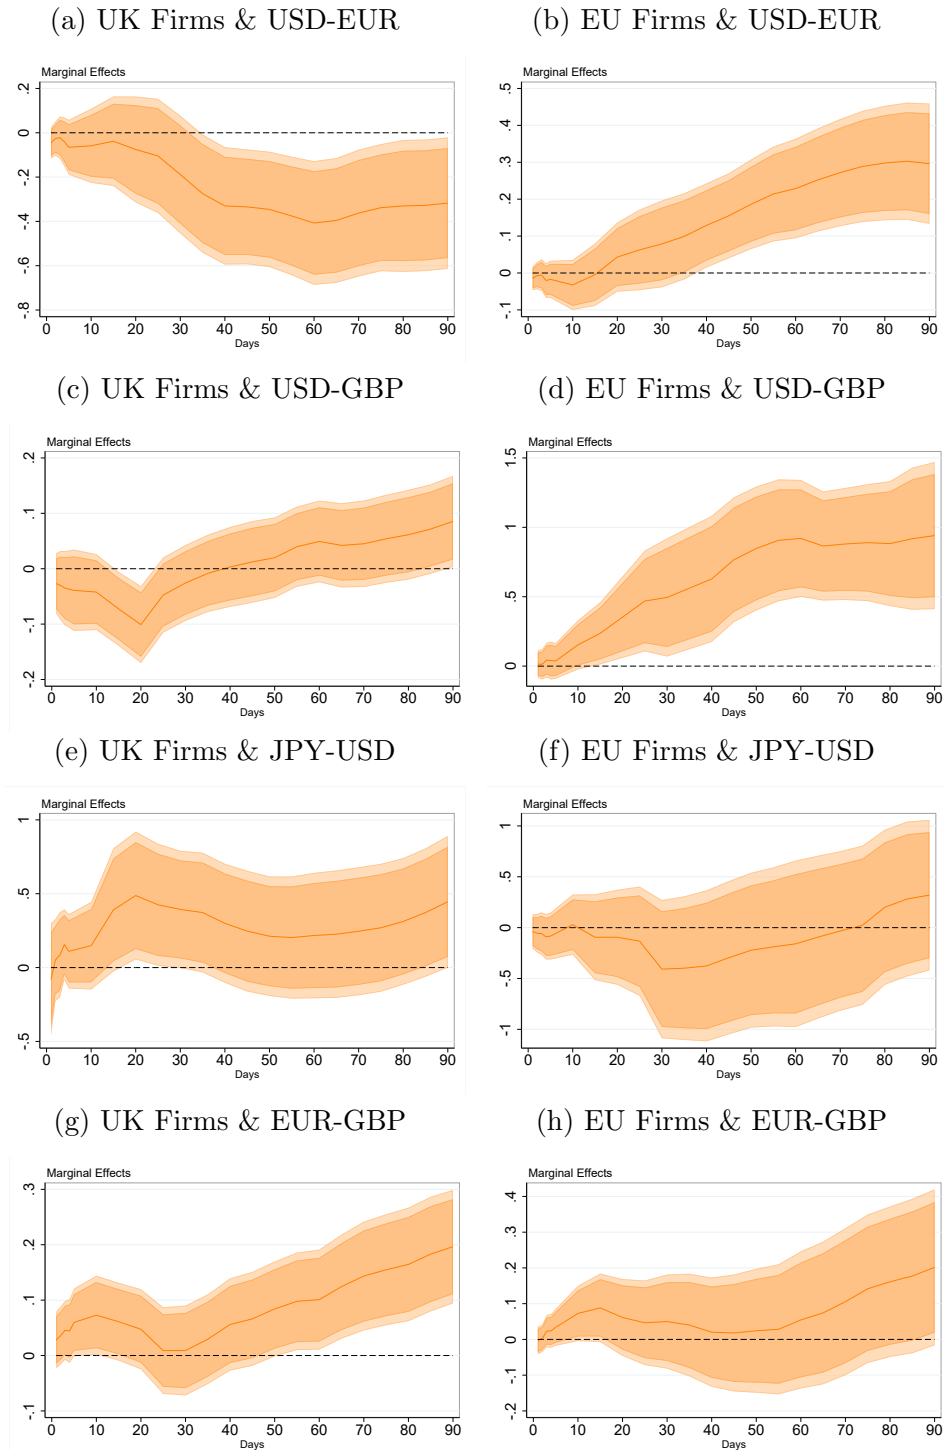 (a) UK Firms & USD-EUR
(b) EU Firms & USD-EUR
Marginal Effects
.2
0
-.2
-.4
-.6
-.8
0 10 20 30 40 50 60 70 80 90
Days
Marginal Effects
.5
.4
.3
.2
.1
0
-.1
0 10 20 30 40 50 60 70 80 90
Days
(c) UK Firms & USD-GBP
(d) EU Firms & USD-GBP
Marginal Effects
.2
.1
0
-.1
-.2
0 10 20 30 40 50 60 70 80 90
Days
Marginal Effects
1.5
1
.5
0
0 10 20 30 40 50 60 70 80 90
Days
(e) UK Firms & JPY-USD
(f) EU Firms & JPY-USD
Marginal Effects
1
.5
0
-.5
0 10 20 30 40 50 60 70 80 90
Days
Marginal Effects
1
.5
0
-.5
-1
0 10 20 30 40 50 60 70 80 90
Days
(g) UK Firms & EUR-GBP
(h) EU Firms & EUR-GBP
Marginal Effects
.3
.2
.1
0
-.1
0 10 20 30 40 50 60 70 80 90
Days
Marginal Effects
.4
.3
.2
.1
0
-.1
-.2
0 10 20 30 40 50 60 70 80 90
Days